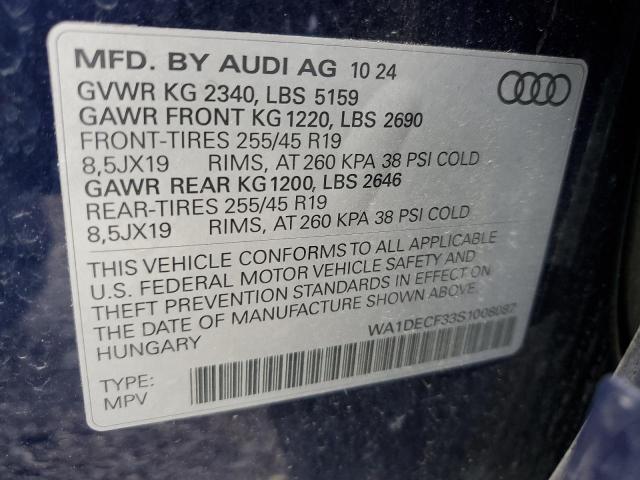 MFD. BY AUDI AG 10 24
GVWR KG 2340, LBS 5159
GAWR FRONT KG 1220, LBS 2690
FRONT-TIRES 255/45 R19
8,5JX19 RIMS, AT 260 KPA 38 PSI COLD
GAWR REAR KG 1200, LBS 2646
REAR-TIRES 255/45 R19
8,5JX19 RIMS, AT 260 KPA 38 PSI COLD
THIS VEHICLE CONFORMS TO ALL APPLICABLE
U.S. FEDERAL MOTOR VEHICLE SAFETY AND
THEFT PREVENTION STANDARDS IN EFFECT ON
THE DATE OF MANUFACTURE SHOWN ABOVE.
HUNGARY
WA1DECF33S1008087
TYPE:
MPV